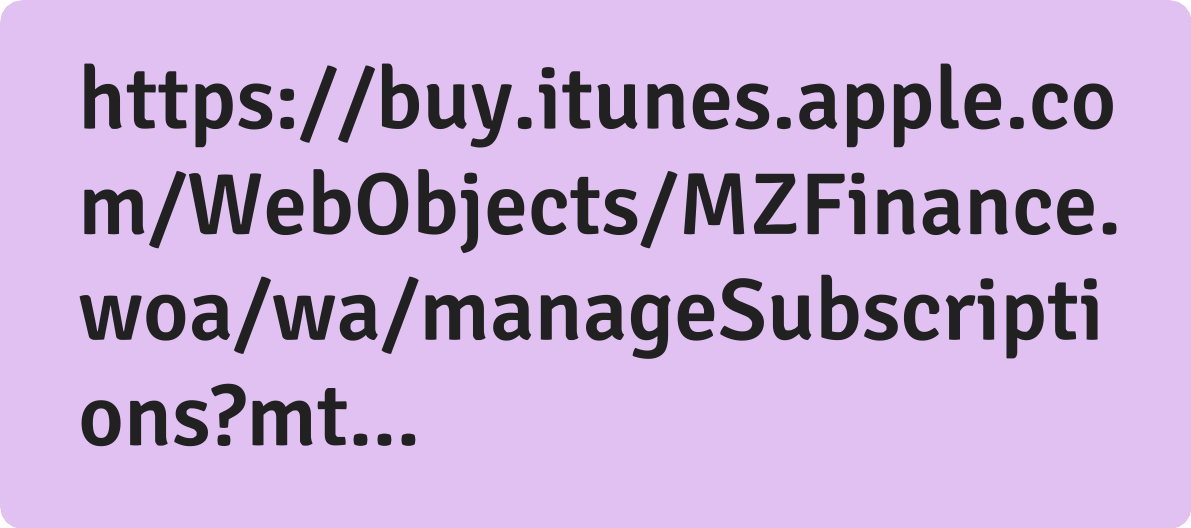 https://buy.itunes.apple.co
m/WebObjects/MZFinance.
woa/wa/manageSubscripti
ons?mt...